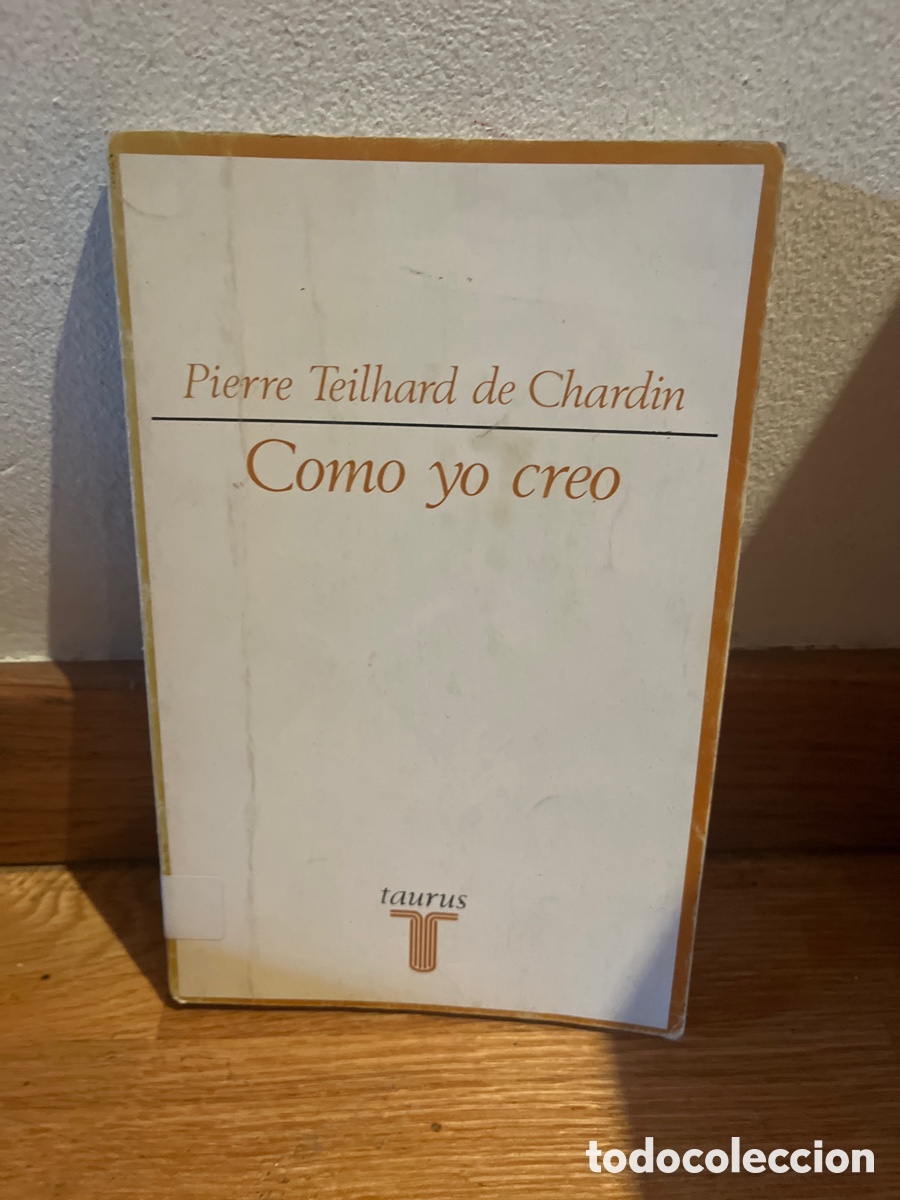 Pierre Teilhard de Chardin
Como yo creo
taurus
todocoleccion